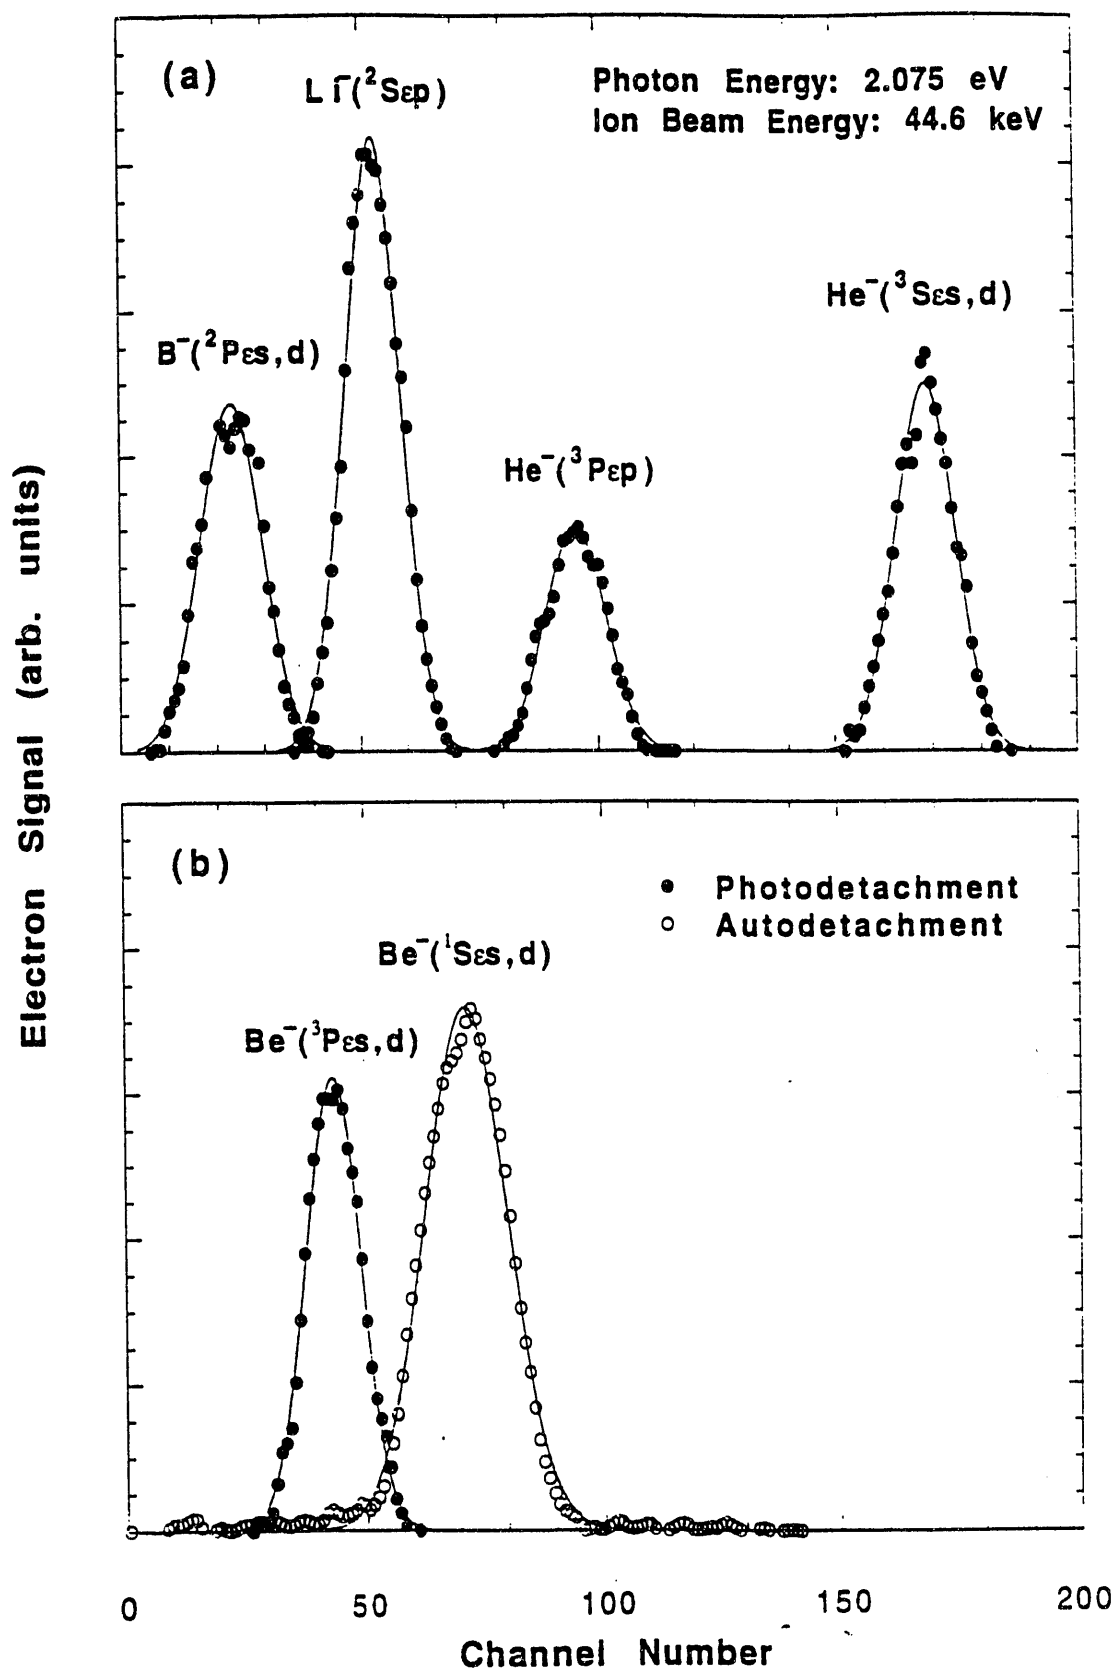 (a)
Li⁻(²Sεp)
Photon Energy: 2.075 eV
Ion Beam Energy: 44.6 keV
He⁻(³Sεs,d)
B⁻(²Pεs,d)
He⁻(³Pεp)
Electron Signal (arb. units)
(b)
● Photodetachment
○ Autodetachment
Be⁻(¹Sεs,d)
Be⁻(³Pεs,d)
0 50 100 150 200
Channel Number